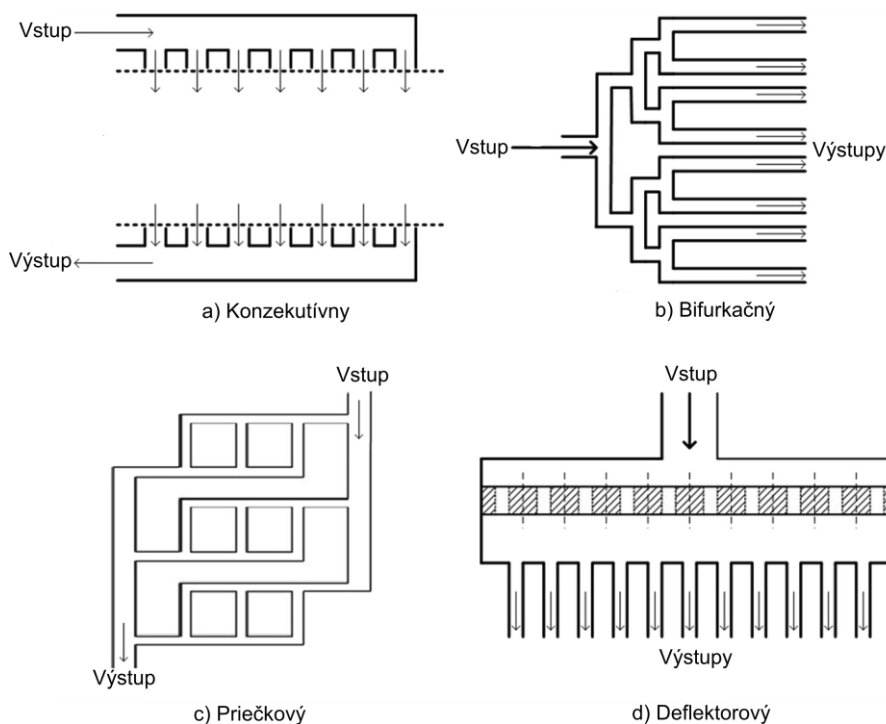 Vstup
Výstup
a) Konzekutívny
Vstup
Výstupy
b) Bifurkačný
Vstup
Výstup
c) Priečkový
Vstup
Výstupy
d) Deflektorový